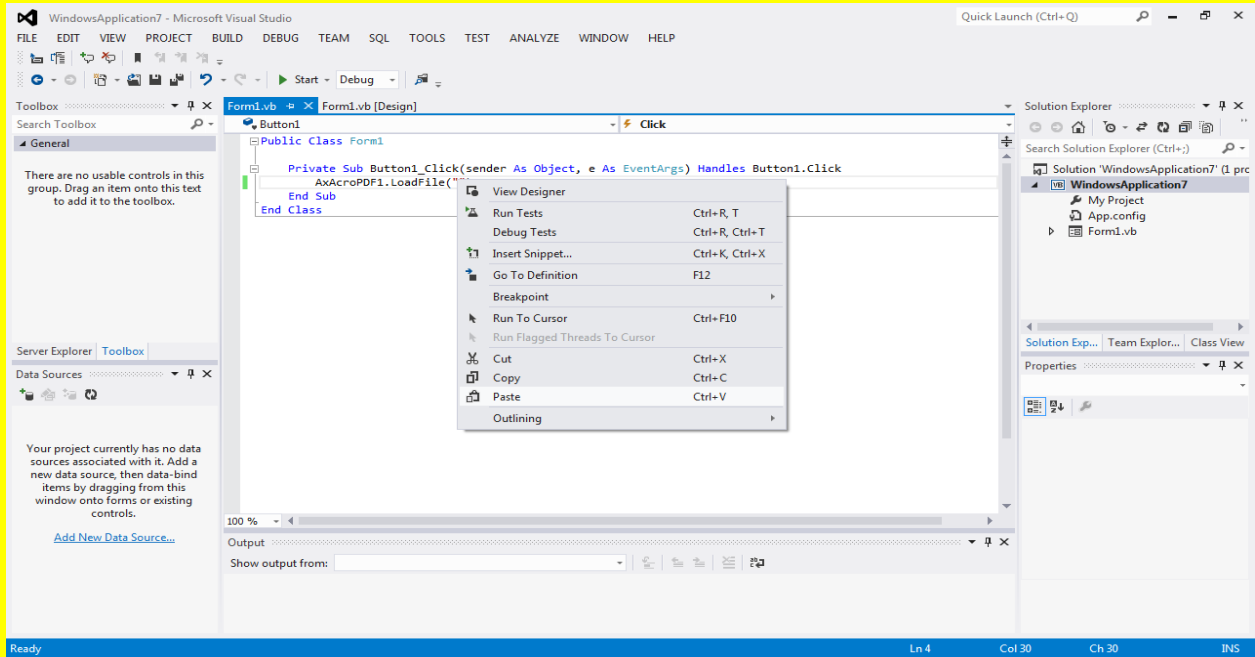 WindowsApplication7 - Microsoft Visual Studio
Quick Launch (Ctrl+Q)
FILE EDIT VIEW PROJECT BUILD DEBUG TEAM SQL TOOLS TEST ANALYZE WINDOW HELP
Start Debug
Toolbox
Search Toolbox
General
There are no usable controls in this
group. Drag an item onto this text
to add it to the toolbox.
Server Explorer Toolbox
Data Sources
Your project currently has no data
sources associated with it. Add a
new data source, then data-bind
items by dragging from this
window onto forms or existing
controls.
Add New Data Source...
Form1.vb Form1.vb [Design]
Button1 Click
Public Class Form1
Private Sub Button1_Click(sender As Object, e As EventArgs) Handles Button1.Click
AxAcroPDF1.LoadFile("
End Sub
End Class
View Designer
Run Tests Ctrl+R, T
Debug Tests Ctrl+R, Ctrl+T
Insert Snippet... Ctrl+K, Ctrl+X
Go To Definition F12
Breakpoint
Run To Cursor Ctrl+F10
Run Flagged Threads To Cursor
Cut Ctrl+X
Copy Ctrl+C
Paste Ctrl+V
Outlining
100 %
Output
Show output from:
Solution Explorer
Search Solution Explorer (Ctrl+;)
Solution 'WindowsApplication7' (1 pro
VB WindowsApplication7
My Project
App.config
Form1.vb
Solution Exp... Team Explor... Class View
Properties
Ready Ln 4 Col 30 Ch 30 INS